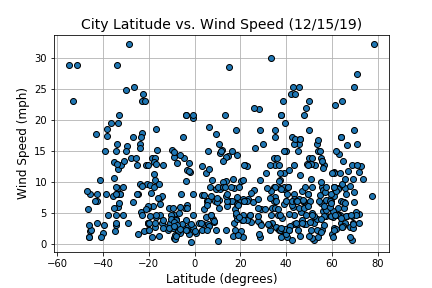 City Latitude vs. Wind Speed (12/15/19)
Wind Speed (mph)
30
25
20
15
10
5
0
−60 −40 −20 0 20 40 60 80
Latitude (degrees)